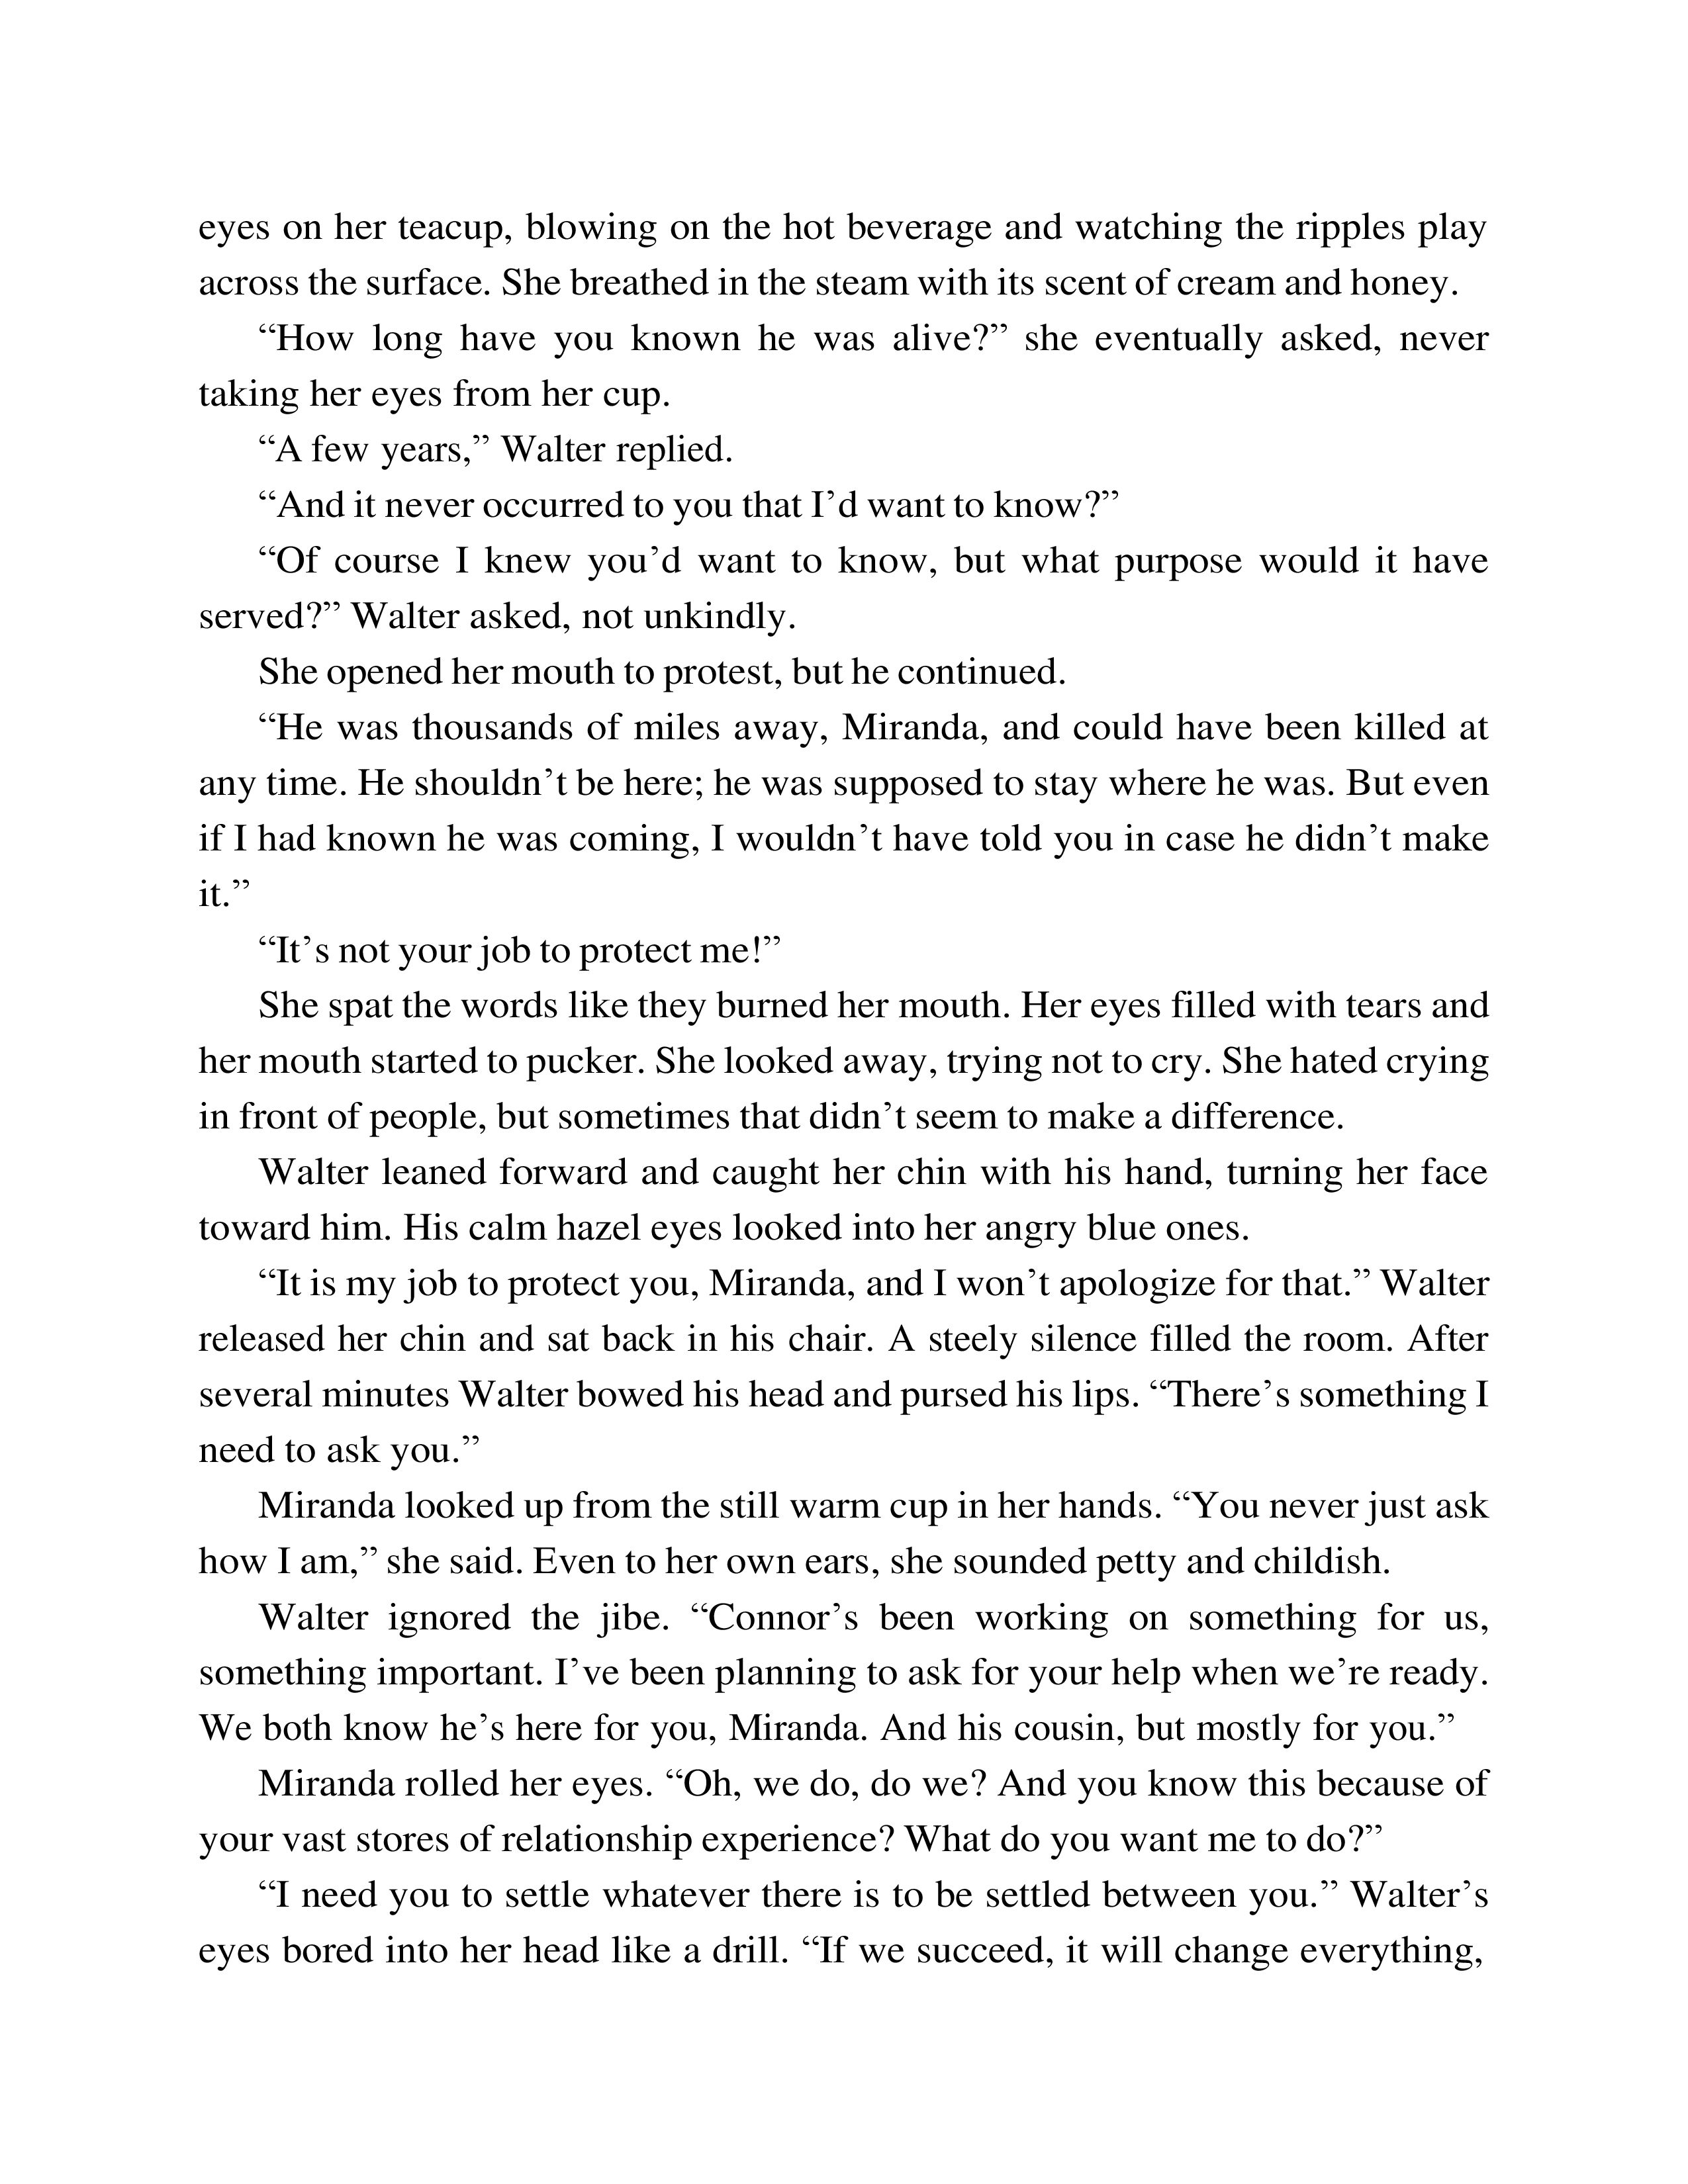 eyes on her teacup, blowing on the hot beverage and watching the ripples play
across the surface. She breathed in the steam with its scent of cream and honey.
“How long have you known he was alive?” she eventually asked, never
taking her eyes from her cup.
“A few years,” Walter replied.
“And it never occurred to you that I’d want to know?”
“Of course I knew you’d want to know, but what purpose would it have
served?” Walter asked, not unkindly.
She opened her mouth to protest, but he continued.
“He was thousands of miles away, Miranda, and could have been killed at
any time. He shouldn’t be here; he was supposed to stay where he was. But even
if I had known he was coming, I wouldn’t have told you in case he didn’t make
it.”
“It’s not your job to protect me!”
She spat the words like they burned her mouth. Her eyes filled with tears and
her mouth started to pucker. She looked away, trying not to cry. She hated crying
in front of people, but sometimes that didn’t seem to make a difference.
Walter leaned forward and caught her chin with his hand, turning her face
toward him. His calm hazel eyes looked into her angry blue ones.
“It is my job to protect you, Miranda, and I won’t apologize for that.” Walter
released her chin and sat back in his chair. A steely silence filled the room. After
several minutes Walter bowed his head and pursed his lips. “There’s something I
need to ask you.”
Miranda looked up from the still warm cup in her hands. “You never just ask
how I am,” she said. Even to her own ears, she sounded petty and childish.
Walter ignored the jibe. “Connor’s been working on something for us,
something important. I’ve been planning to ask for your help when we’re ready.
We both know he’s here for you, Miranda. And his cousin, but mostly for you.”
Miranda rolled her eyes. “Oh, we do, do we? And you know this because of
your vast stores of relationship experience? What do you want me to do?”
“I need you to settle whatever there is to be settled between you.” Walter’s
eyes bored into her head like a drill. “If we succeed, it will change everything,